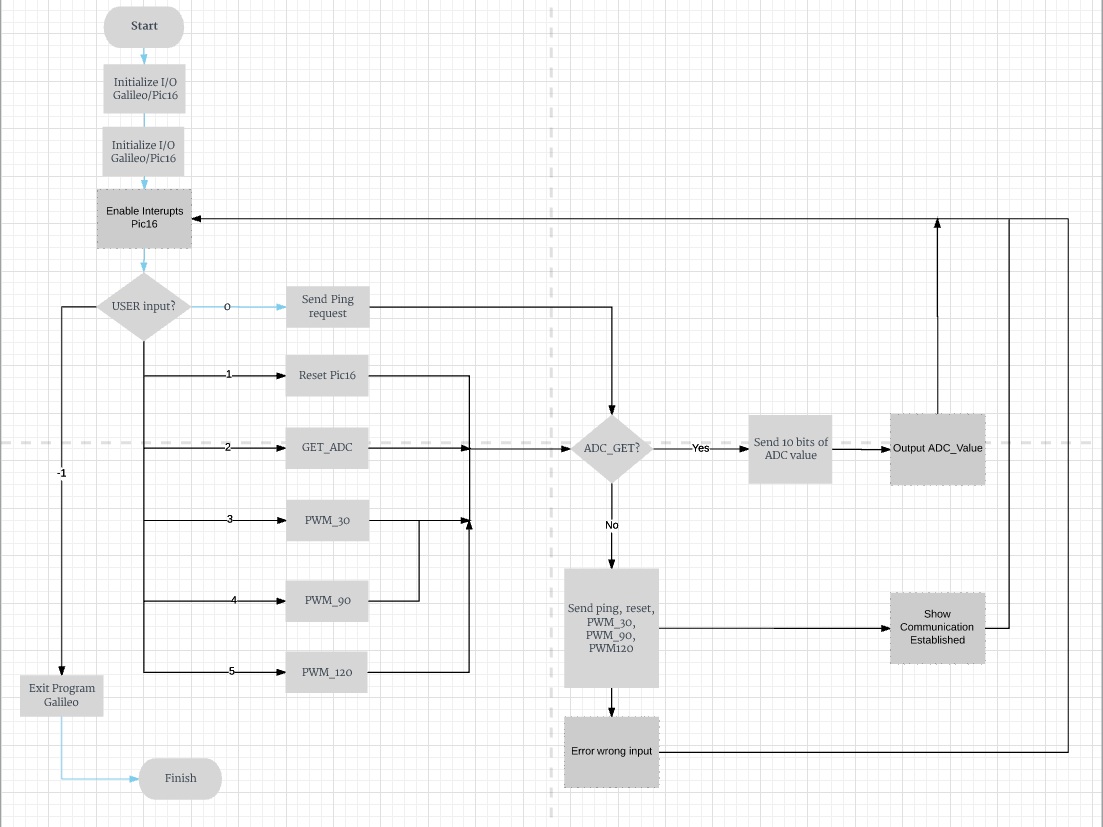 Start
Initialize I/O
Galileo/Pic16
Initialize I/O
Galileo/Pic16
Enable Interupts
Pic16
USER input?
0
Send Ping
request
1
Reset Pic16
2
GET_ADC
ADC_GET?
Yes
Send 10 bits of
ADC value
Output ADC_Value
-1
3
PWM_30
No
4
PWM_90
Send ping, reset,
PWM_30,
PWM_90,
PWM120
Show
Communication
Established
5
PWM_120
Exit Program
Galileo
Error wrong input
Finish